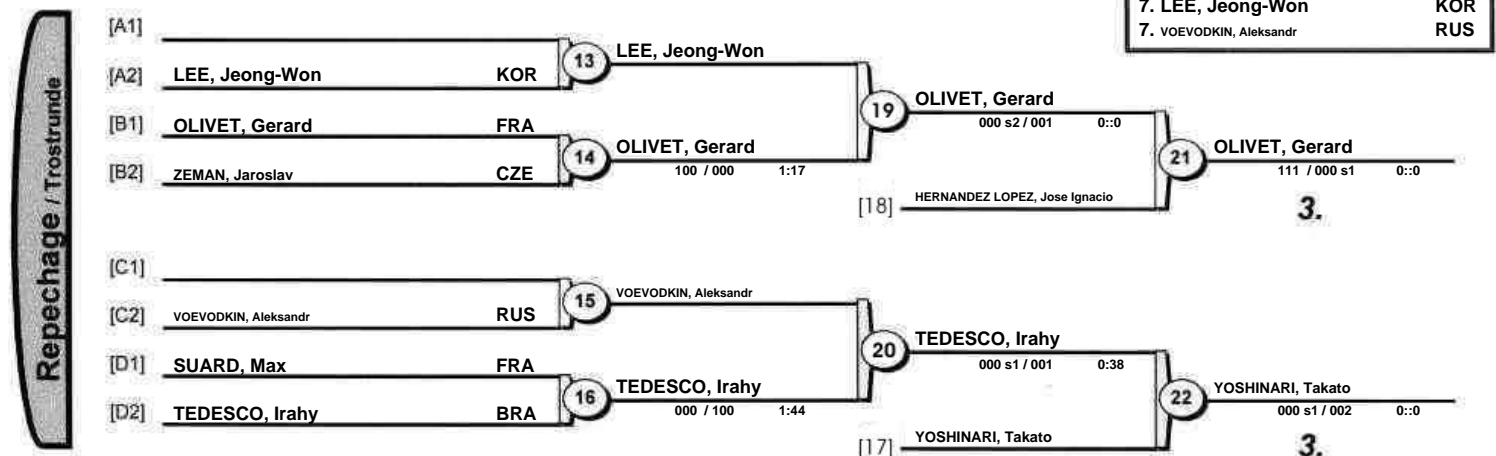 7. LEE, Jeong-Won KOR
7. VOEVODKIN, Aleksandr RUS
Repechage / Trostrunde
[A1]
[A2] LEE, Jeong-Won KOR
13 LEE, Jeong-Won
[B1] OLIVET, Gerard FRA
[B2] ZEMAN, Jaroslav CZE
14 OLIVET, Gerard
100 / 000 1:17
19 OLIVET, Gerard
000 s2 / 001 0::0
[18] HERNANDEZ LOPEZ, Jose Ignacio
21 OLIVET, Gerard
111 / 000 s1 0::0
3.
[C1]
[C2] VOEVODKIN, Aleksandr RUS
15 VOEVODKIN, Aleksandr
[D1] SUARD, Max FRA
[D2] TEDESCO, Irahy BRA
16 TEDESCO, Irahy
000 / 100 1:44
20 TEDESCO, Irahy
000 s1 / 001 0:38
[17] YOSHINARI, Takato
22 YOSHINARI, Takato
000 s1 / 002 0::0
3.